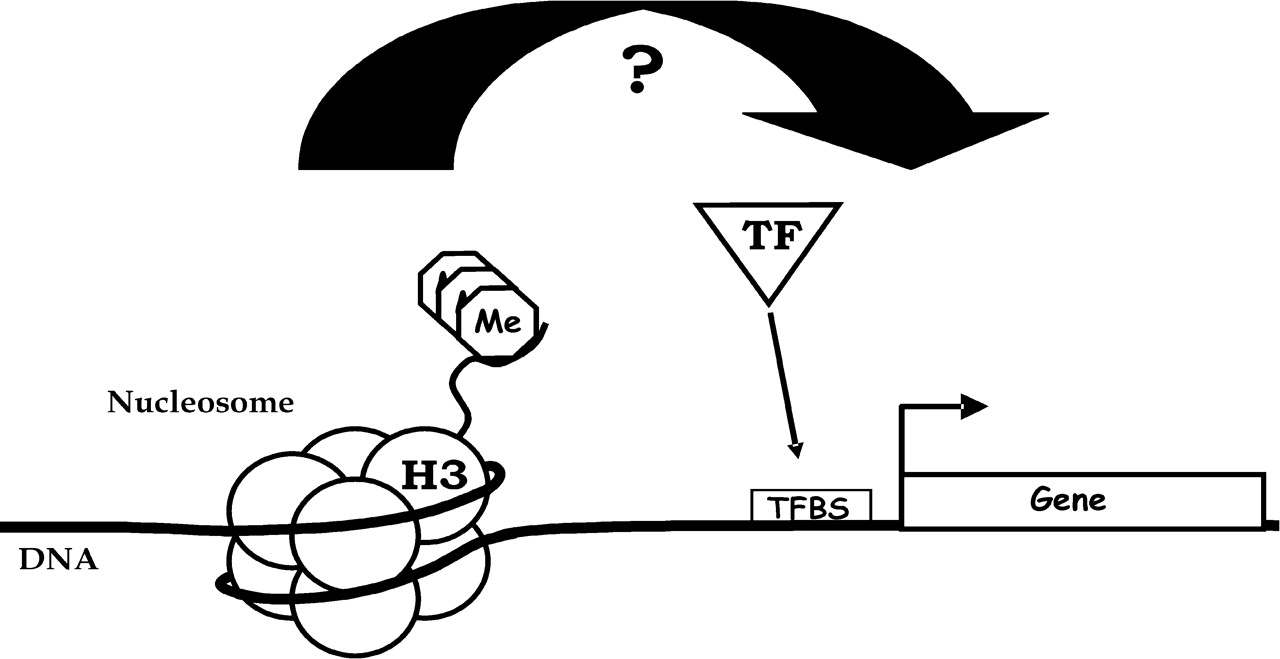 ?
TF
Me
Nucleosome
H3
TFBS
Gene
DNA